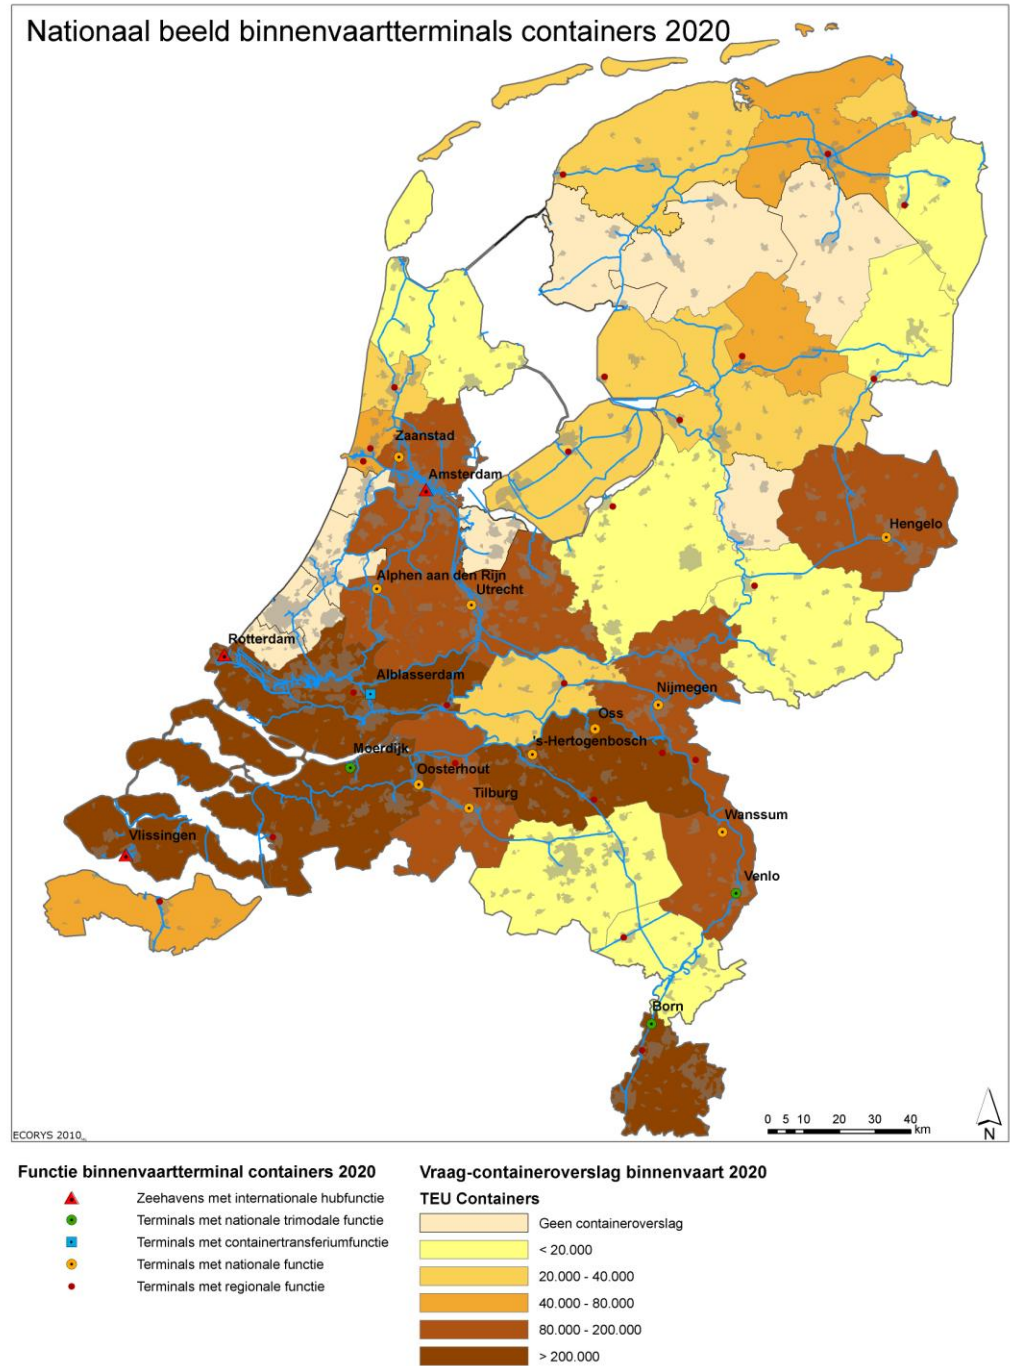 Nationaal beeld binnenvaartterminals containers 2020
Zaanstad
Amsterdam
Hengelo
Alphen aan den Rijn
Utrecht
Rotterdam
Alblasserdam
Nijmegen
Oss
's-Hertogenbosch
Moerdijk
Oosterhout
Tilburg
Wanssum
Vlissingen
Venlo
Born
0 5 10 20 30 40
km
N
ECORYS 2010_
Functie binnenvaartterminal containers 2020
Zeehavens met internationale hubfunctie
Terminals met nationale trimodale functie
Terminals met containertransferiumfunctie
Terminals met nationale functie
Terminals met regionale functie
Vraag-containeroverslag binnenvaart 2020
TEU Containers
Geen containeroverslag
< 20.000
20.000 - 40.000
40.000 - 80.000
80.000 - 200.000
> 200.000